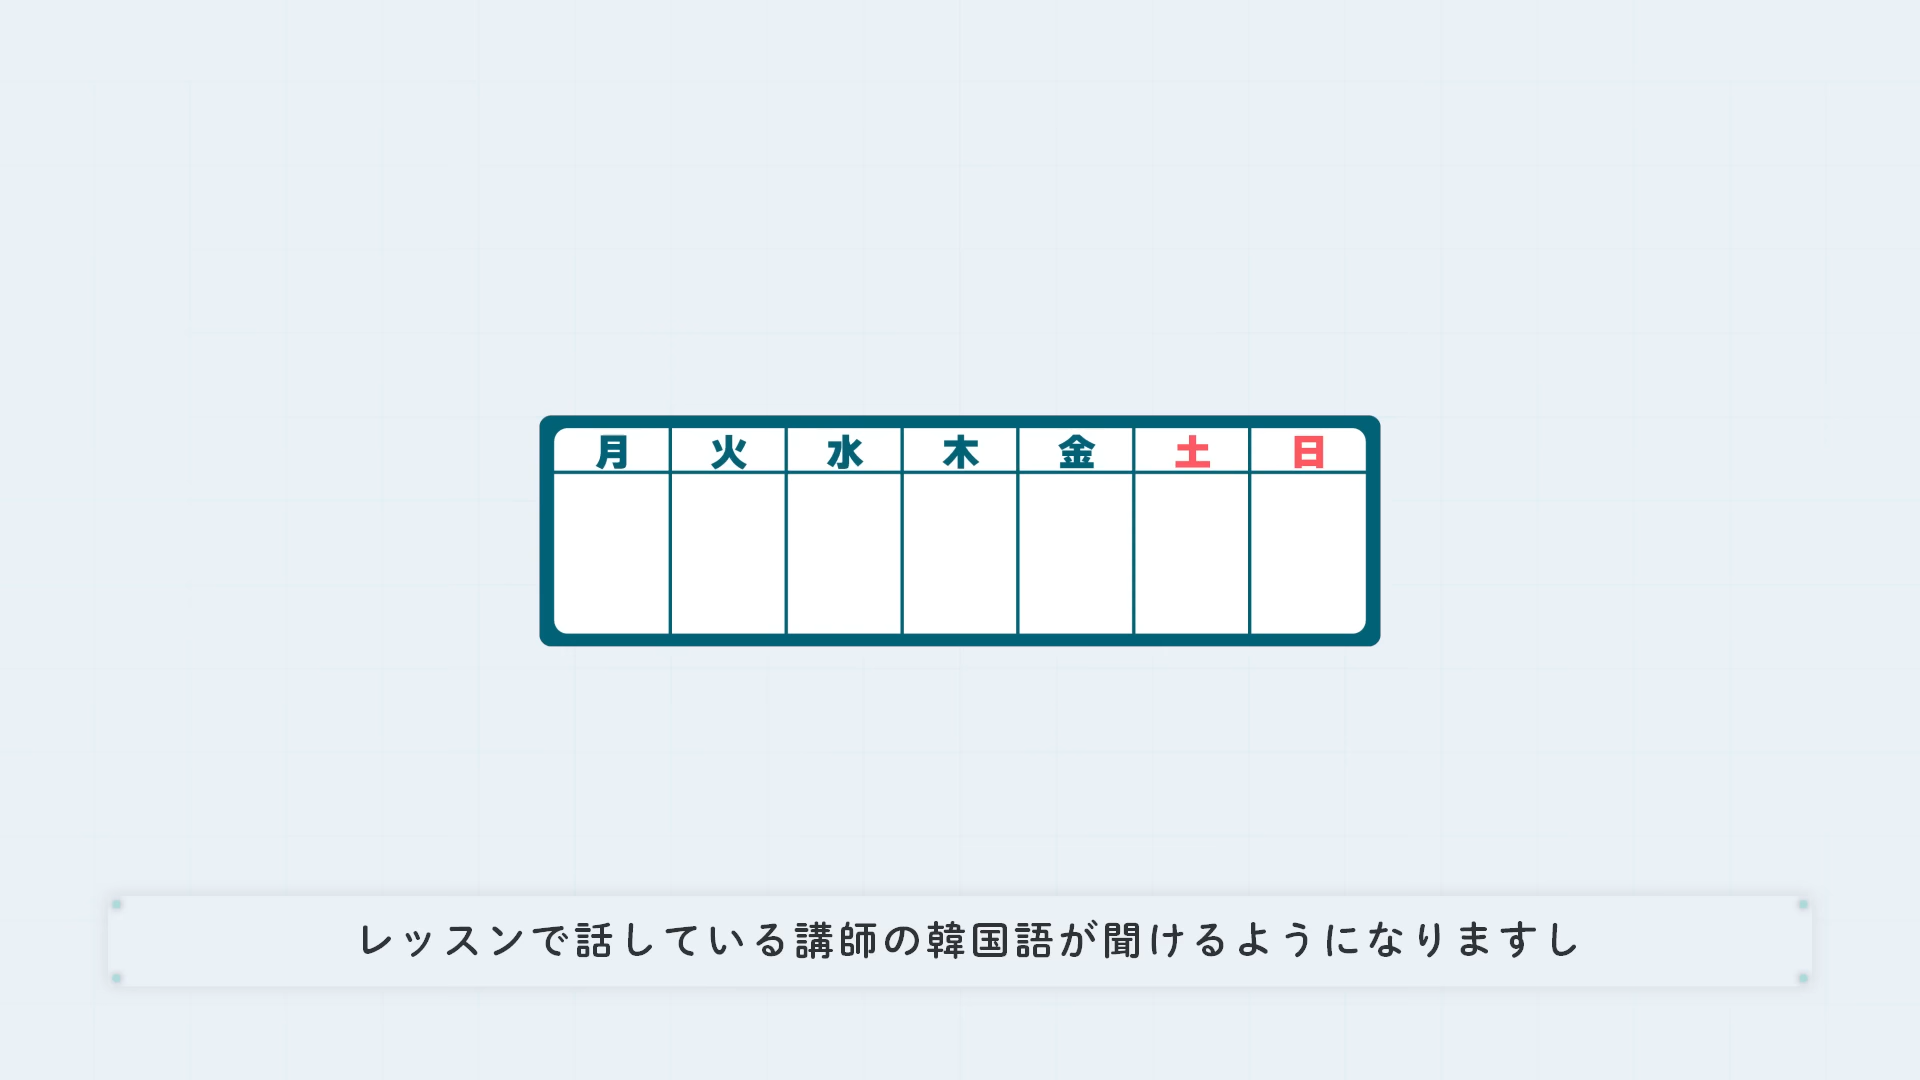 月 火 水 木 金 土 日
レッスンで話している講師の韓国語が聞けるようになりますし